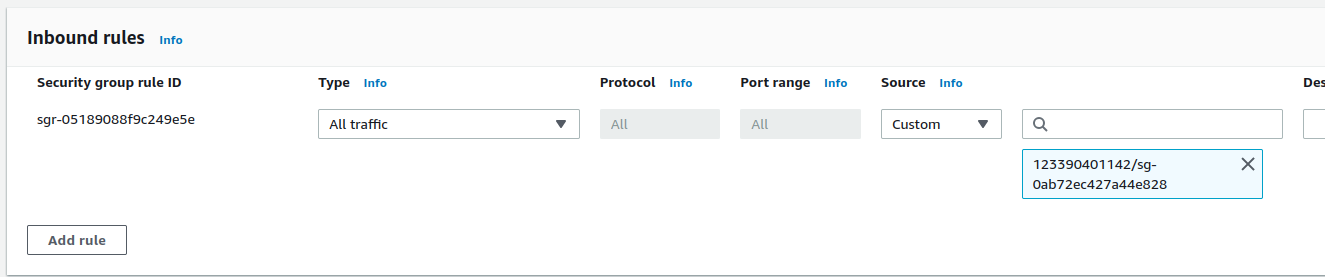 Inbound rules Info
Security group rule ID Type Info Protocol Info Port range Info Source Info Des
sgr-05189088f9c249e5e All traffic All All Custom
123390401142/sg-
0ab72ec427a44e828
Add rule